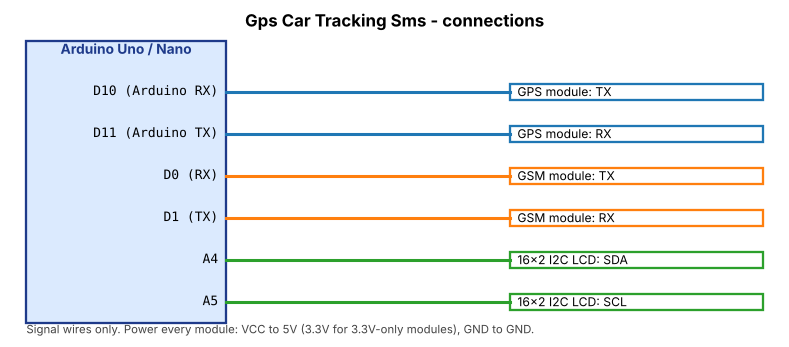 Gps Car Tracking Sms - connections
Arduino Uno / Nano
D10 (Arduino RX) GPS module: TX
D11 (Arduino TX) GPS module: RX
D0 (RX) GSM module: TX
D1 (TX) GSM module: RX
A4 16×2 I2C LCD: SDA
A5 16×2 I2C LCD: SCL
Signal wires only. Power every module: VCC to 5V (3.3V for 3.3V-only modules), GND to GND.